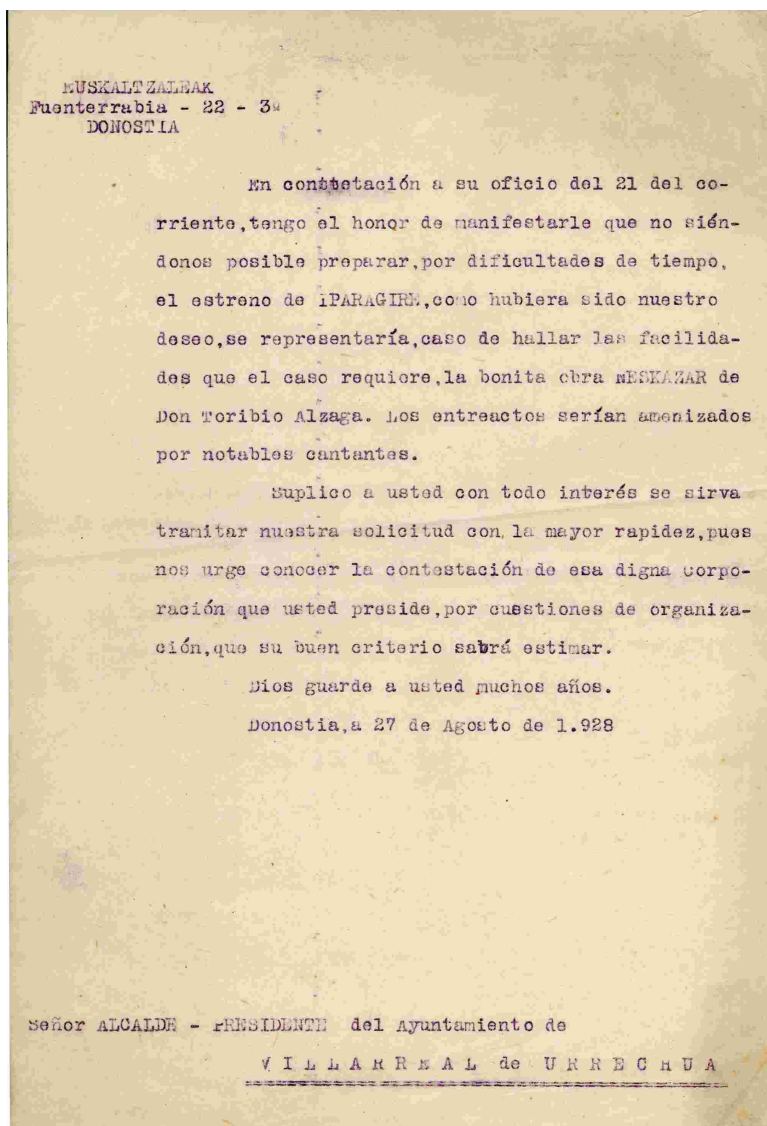 EUSKALTZALEAK
Fuenterrabia - 22 - 3º
DONOSTIA
En conttetación a su oficio del 21 del co-
rriente,tengo el honor de manifestarle que no sién-
donos posible preparar,por dificultades de tiempo,
el estreno de IPARAGIRE,como hubiera sido nuestro
deseo,se representaría,caso de hallar las facilida-
des que el caso requiere,la bonita obra NESKAZAR de
Don Toribio Alzaga. Los entreactos serían amenizados
por notables cantantes.
Suplico a usted con todo interés se sirva
tramitar nuestra solicitud con la mayor rapidez,pues
nos urge conocer la contestación de esa digna Corpo-
ración que usted preside,por cuestiones de organiza-
ción,que su buen criterio sabrá estimar.
Dios guarde a usted muchos años.
Donostia,a 27 de Agosto de 1.928
Señor ALCALDE - PRESIDENTE del Ayuntamiento de
VILLARREAL de URRECHUA